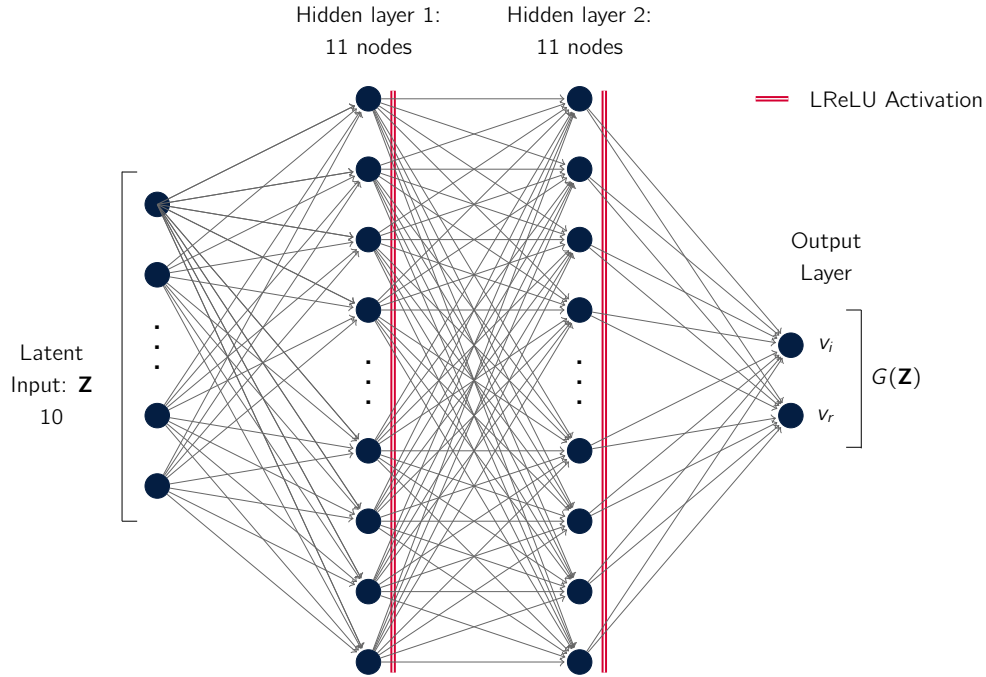 Hidden layer 1:
11 nodes
Hidden layer 2:
11 nodes
LReLU Activation
Output
Layer
Latent
Input: Z
10
v_i
v_r
G(Z)